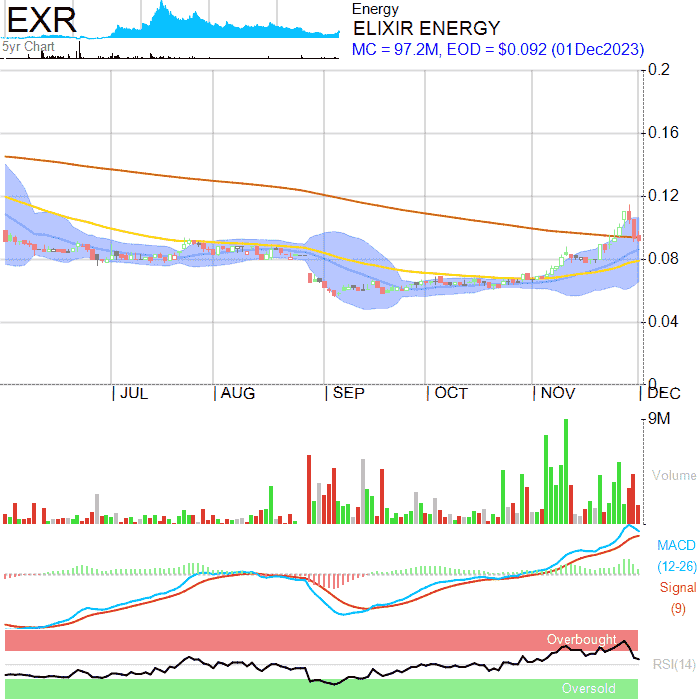 EXR
5yr Chart
Energy
ELIXIR ENERGY
MC = 97.2M, EOD = $0.092 (01Dec2023)
0.2
0.16
0.12
0.08
0.04
0
JUL AUG SEP OCT NOV DEC
9M
Volume
MACD
(12-26)
Signal
(9)
Overbought
RSI(14)
Oversold